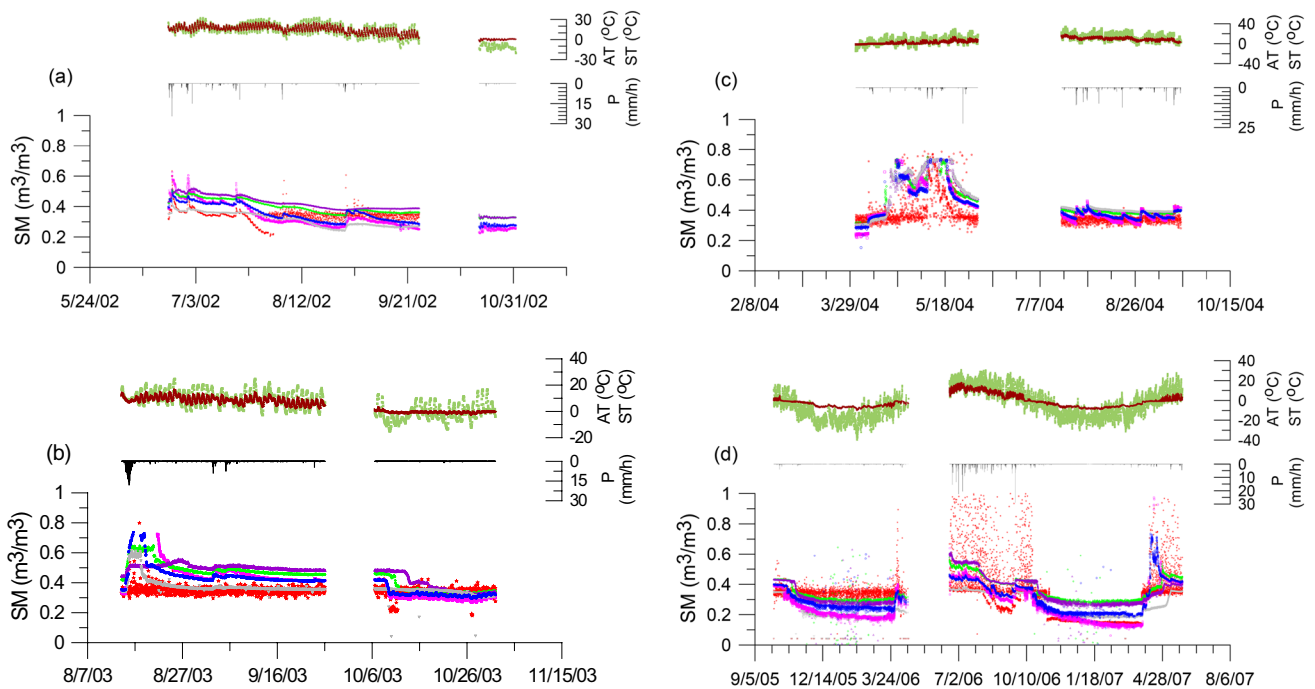 (a)
30
0
-30
AT (°C)
ST (°C)
0
15
30
P
(mm/h)
1
0.8
0.6
0.4
0.2
0
SM (m3/m3)
5/24/02 7/3/02 8/12/02 9/21/02 10/31/02
(c)
40
0
-40
AT (°C)
ST (°C)
0
25
P
(mm/h)
1
0.8
0.6
0.4
0.2
0
SM (m3/m3)
2/8/04 3/29/04 5/18/04 7/7/04 8/26/04 10/15/04
(b)
40
20
0
-20
AT (°C)
ST (°C)
0
15
30
P
(mm/h)
1
0.8
0.6
0.4
0.2
0
SM (m3/m3)
8/7/03 8/27/03 9/16/03 10/6/03 10/26/03 11/15/03
(d)
40
20
0
-20
-40
AT (°C)
ST (°C)
0
10
20
30
P
(mm/h)
1
0.8
0.6
0.4
0.2
0
SM (m3/m3)
9/5/05 12/14/05 3/24/06 7/2/06 10/10/06 1/18/07 4/28/07 8/6/07